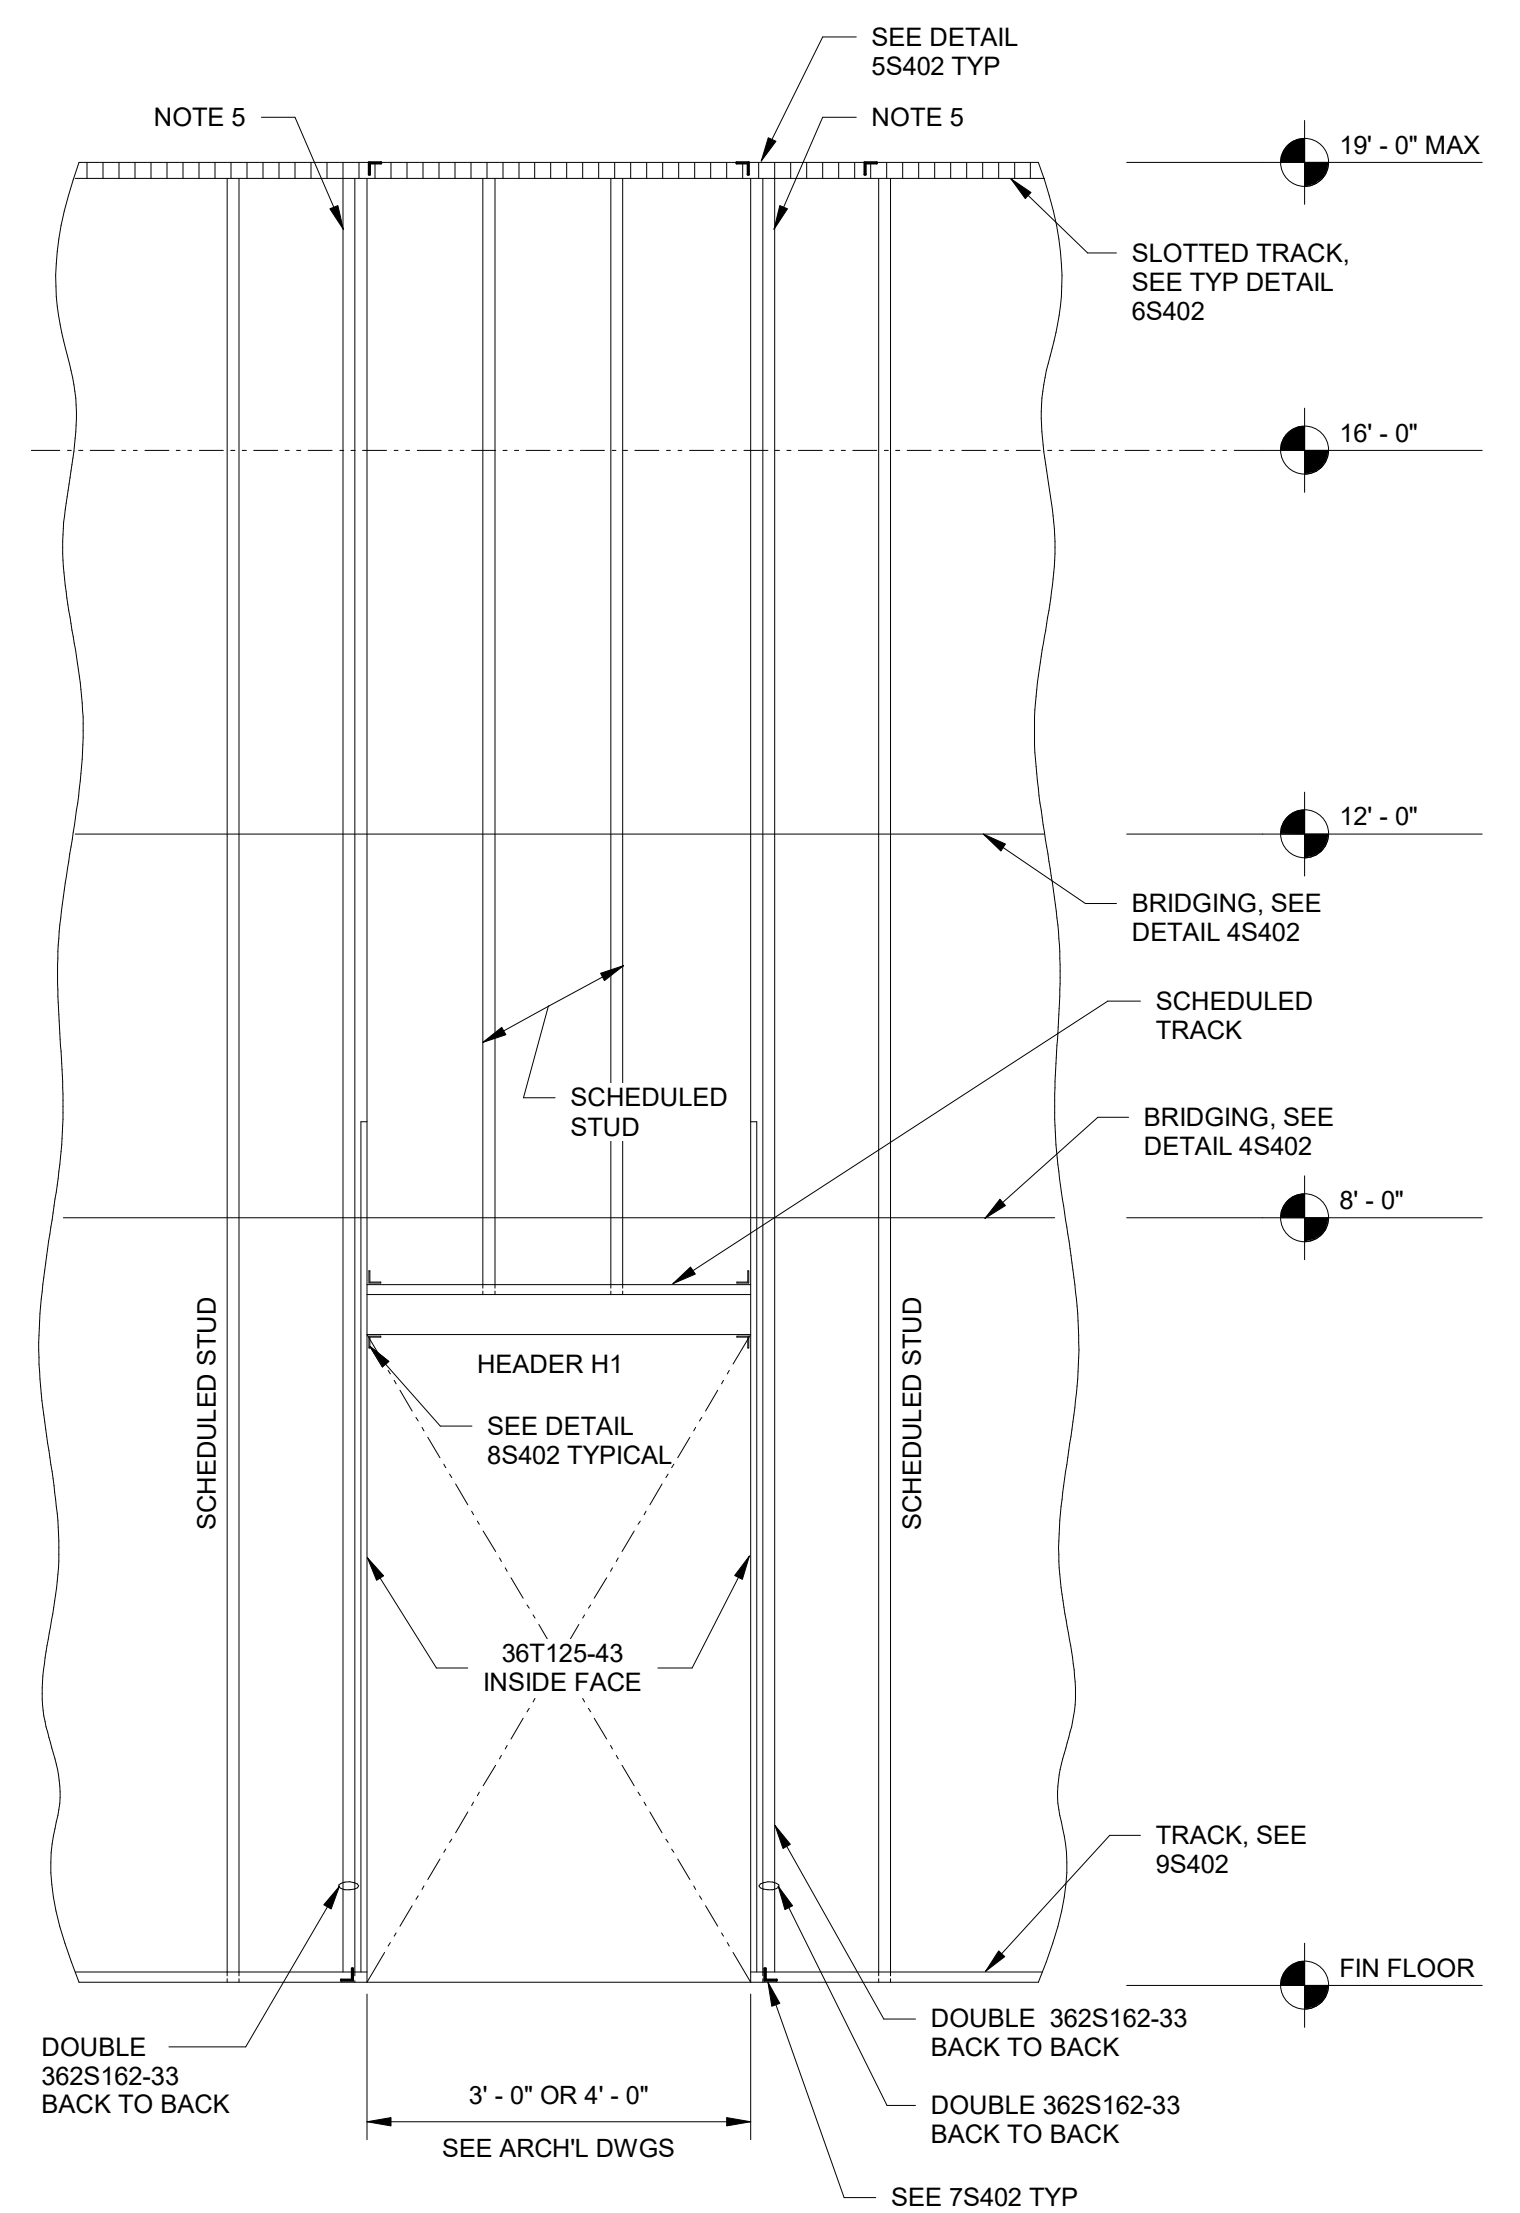 SEE DETAIL
5S402 TYP
NOTE 5
NOTE 5
19' - 0" MAX
SLOTTED TRACK,
SEE TYP DETAIL
6S402
16' - 0"
12' - 0"
BRIDGING, SEE
DETAIL 4S402
SCHEDULED
TRACK
SCHEDULED
STUD
BRIDGING, SEE
DETAIL 4S402
8' - 0"
SCHEDULED STUD
SCHEDULED STUD
HEADER H1
SEE DETAIL
8S402 TYPICAL
36T125-43
INSIDE FACE
TRACK, SEE
9S402
FIN FLOOR
DOUBLE
362S162-33
BACK TO BACK
DOUBLE 362S162-33
BACK TO BACK
3' - 0" OR 4' - 0"
SEE ARCH'L DWGS
DOUBLE 362S162-33
BACK TO BACK
SEE 7S402 TYP